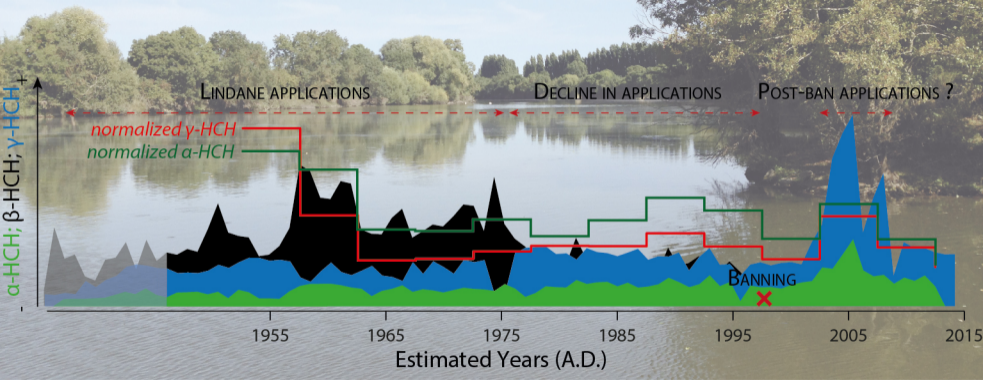 LINDANE APPLICATIONS
DECLINE IN APPLICATIONS
POST-BAN APPLICATIONS ?
normalized γ-HCH
normalized α-HCH
α-HCH; β-HCH; γ-HCH
+
-
BANNING
1955
1965
1975
1985
1995
2005
2015
Estimated Years (A.D.)